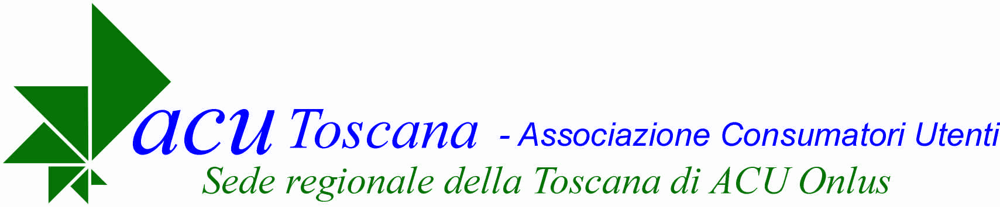 acu Toscana - Associazione Consumatori Utenti
Sede regionale della Toscana di ACU Onlus